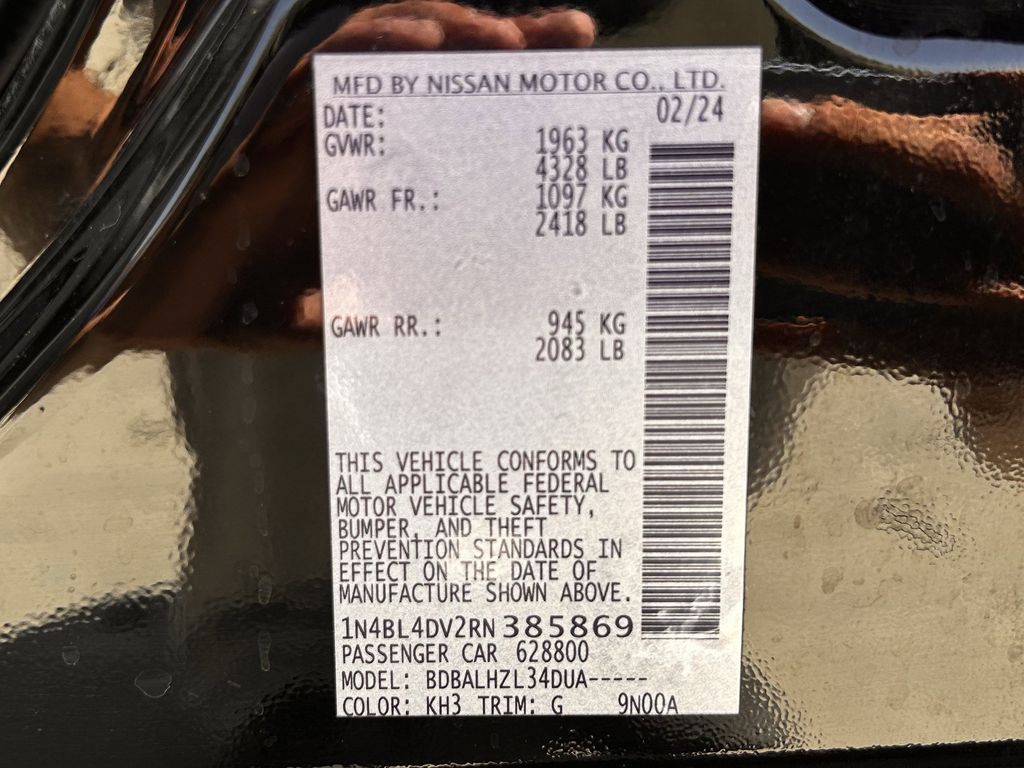 MFD BY NISSAN MOTOR CO., LTD.
DATE: 02/24
GVWR: 1963 KG
4328 LB
GAWR FR.: 1097 KG
2418 LB
GAWR RR.: 945 KG
2083 LB
THIS VEHICLE CONFORMS TO
ALL APPLICABLE FEDERAL
MOTOR VEHICLE SAFETY,
BUMPER, AND THEFT
PREVENTION STANDARDS IN
EFFECT ON THE DATE OF
MANUFACTURE SHOWN ABOVE.
1N4BL4DV2RN385869
PASSENGER CAR 628800
MODEL: BDBALHZL34DUA-----
COLOR: KH3 TRIM: G 9N00A